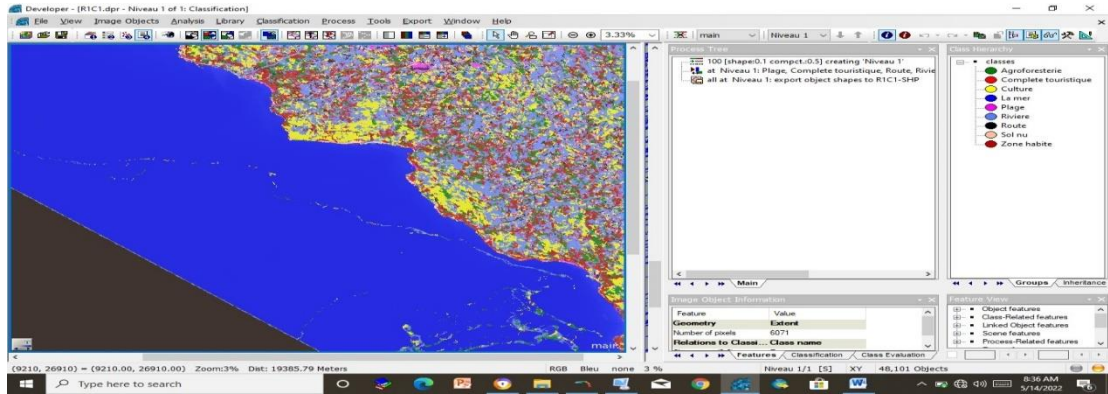 Developer - [R1C1.dpr - Niveau 1 of 1: Classification]
File View Image Objects Analysis Library Classification Process Tools Export Window Help
3.33% main Niveau 1
Process Tree
100 [shape:0.1 compct.:0.5] creating 'Niveau 1'
at Niveau 1: Plage, Complete touristique, Route, Rivie
all at Niveau 1: export object shapes to R1C1-SHP
Main
Class Hierarchy
classes
Agroforesterie
Complete touristique
Culture
La mer
Plage
Riviere
Route
Sol nu
Zone habite
Groups Inheritance
main
Image Object Information
Feature Value
Geometry Extent
Number of pixels 6071
Relations to Classi... Class name
Features Classification Class Evaluation
Feature View
Object features
Class-Related features
Linked Object features
Scene features
Process-Related features
(9210, 26910) = (9210.00, 26910.00) Zoom:3% Dist: 19385.79 Meters RGB Bleu none 3 % Niveau 1/1 [S] XY 48,101 Objects
Type here to search
8:36 AM
5/14/2022